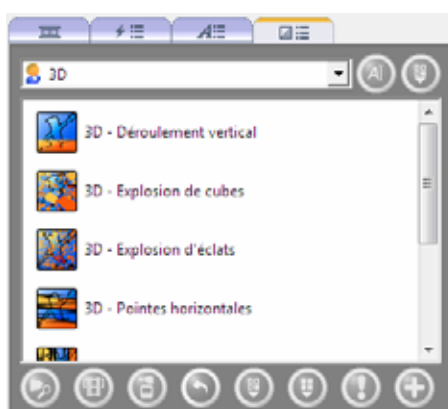 3D
3D - Déroulement vertical
3D - Explosion de cubes
3D - Explosion d'éclats
3D - Pointes horizontales